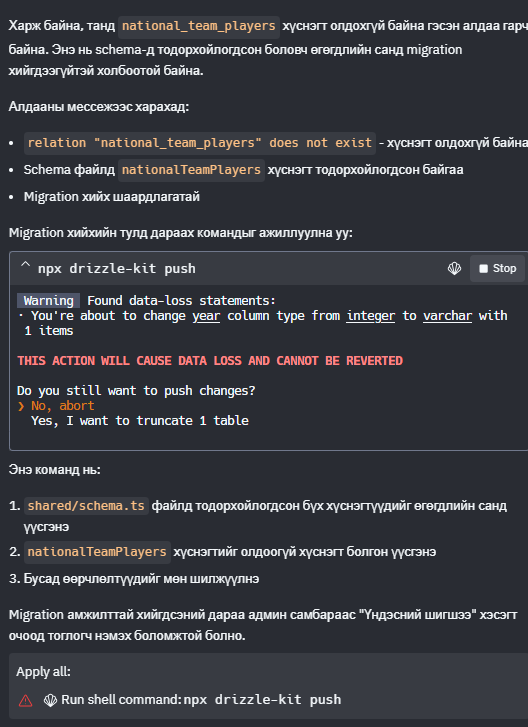 Харж байна, танд national_team_players хүснэгт олдохгүй байна гэсэн алдаа гарч
байна. Энэ нь schema-д тодорхойлогдсон боловч өгөгдлийн санд migration
хийгдээгүйтэй холбоотой байна.
Алдааны мессежээс харахад:
• relation "national_team_players" does not exist - хүснэгт олдохгүй байна
• Schema файлд nationalTeamPlayers хүснэгт тодорхойлогдсон байгаа
• Migration хийх шаардлагатай
Migration хийхийн тулд дараах командыг ажиллуулна уу:
npx drizzle-kit push
Stop
Warning Found data-loss statements:
· You're about to change year column type from integer to varchar with
1 items
THIS ACTION WILL CAUSE DATA LOSS AND CANNOT BE REVERTED
Do you still want to push changes?
❯ No, abort
Yes, I want to truncate 1 table
Энэ команд нь:
1. shared/schema.ts файлд тодорхойлогдсон бүх хүснэгтүүдийг өгөгдлийн санд
үүсгэнэ
2. nationalTeamPlayers хүснэгтийг олдоогүй хүснэгт болгон үүсгэнэ
3. Бусад өөрчлөлтүүдийг мөн шилжүүлнэ
Migration амжилттай хийгдсэний дараа админ самбараас "Үндэсний шигшээ" хэсэгт
очоод тоглогч нэмэх боломжтой болно.
Apply all:
Run shell command: npx drizzle-kit push